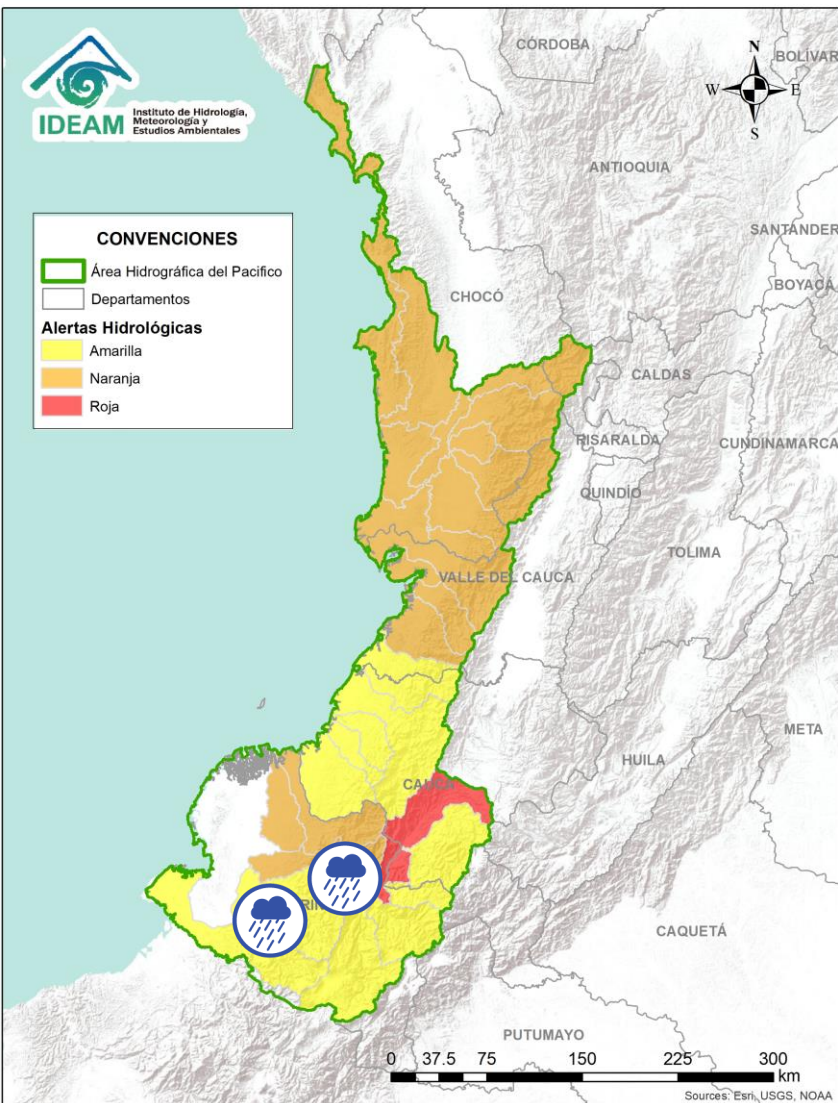 IDEAM
Instituto de Hidrología,
Meteorología y
Estudios Ambientales
N
W
E
S
CONVENCIONES
Área Hidrográfica del Pacifico
Departamentos
Alertas Hidrológicas
Amarilla
Naranja
Roja
CÓRDOBA
BOLÍVAR
ANTIOQUIA
SANTANDER
BOYACÁ
CHOCÓ
CALDAS
RISARALDA
CUNDINAMARCA
QUINDÍO
TOLIMA
VALLE DEL CAUCA
META
HUILA
CAUCA
CAQUETÁ
PUTUMAYO
0 37.5 75 150 225 300
km
Sources: Esri, USGS, NOAA